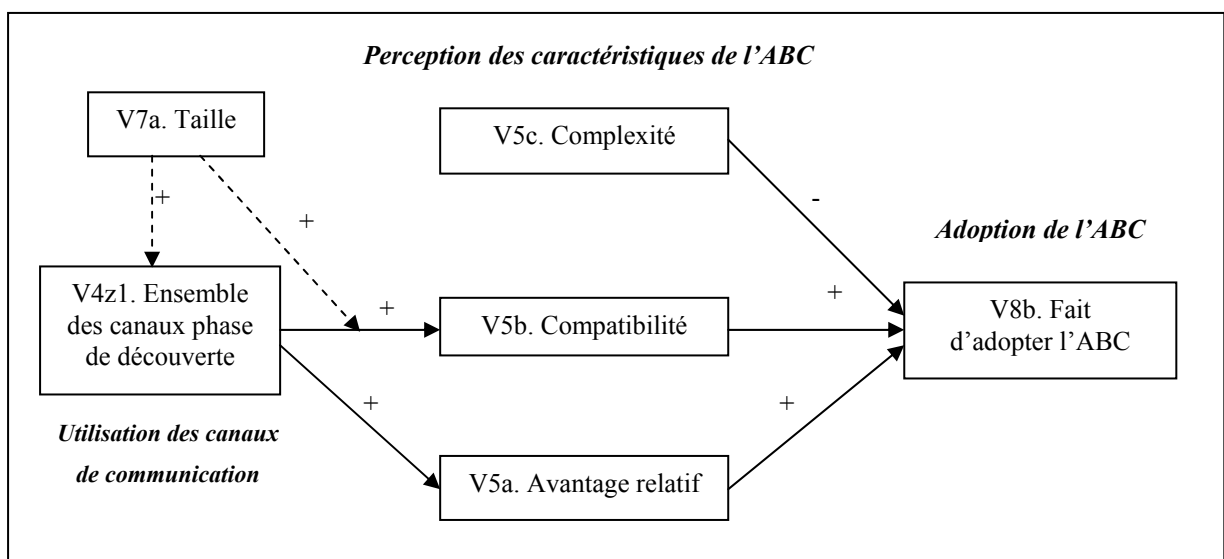 Perception des caractéristiques de l'ABC
V7a. Taille
V5c. Complexité
+
+
-
Adoption de l'ABC
V4z1. Ensemble
des canaux phase
de découverte
+
V5b. Compatibilité
+
V8b. Fait
d'adopter l'ABC
+
+
Utilisation des canaux
de communication
V5a. Avantage relatif